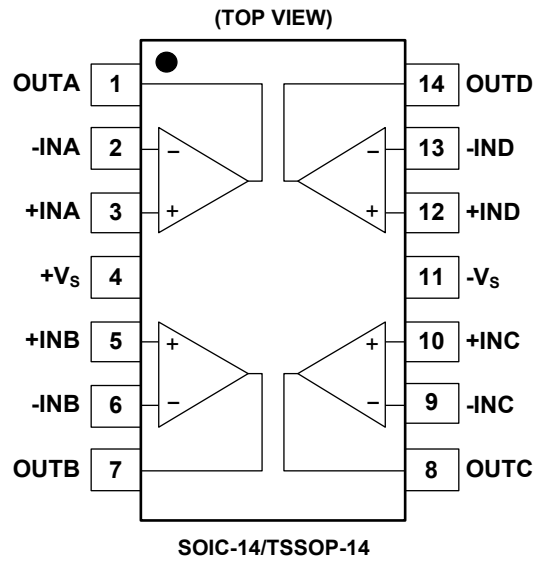 (TOP VIEW)
OUTA 1 14 OUTD
-INA 2 − − 13 -IND
+INA 3 + + 12 +IND
+VS 4 11 -VS
+INB 5 + + 10 +INC
-INB 6 − − 9 -INC
OUTB 7 8 OUTC
SOIC-14/TSSOP-14